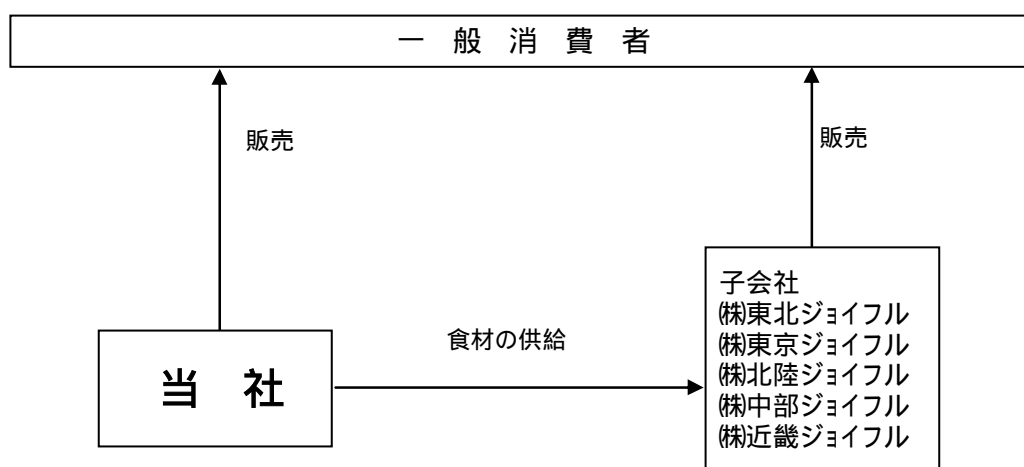 一 般 消 費 者
販売
販売
子会社
㈱東北ジョイフル
㈱東京ジョイフル
㈱北陸ジョイフル
㈱中部ジョイフル
㈱近畿ジョイフル
食材の供給
当 社